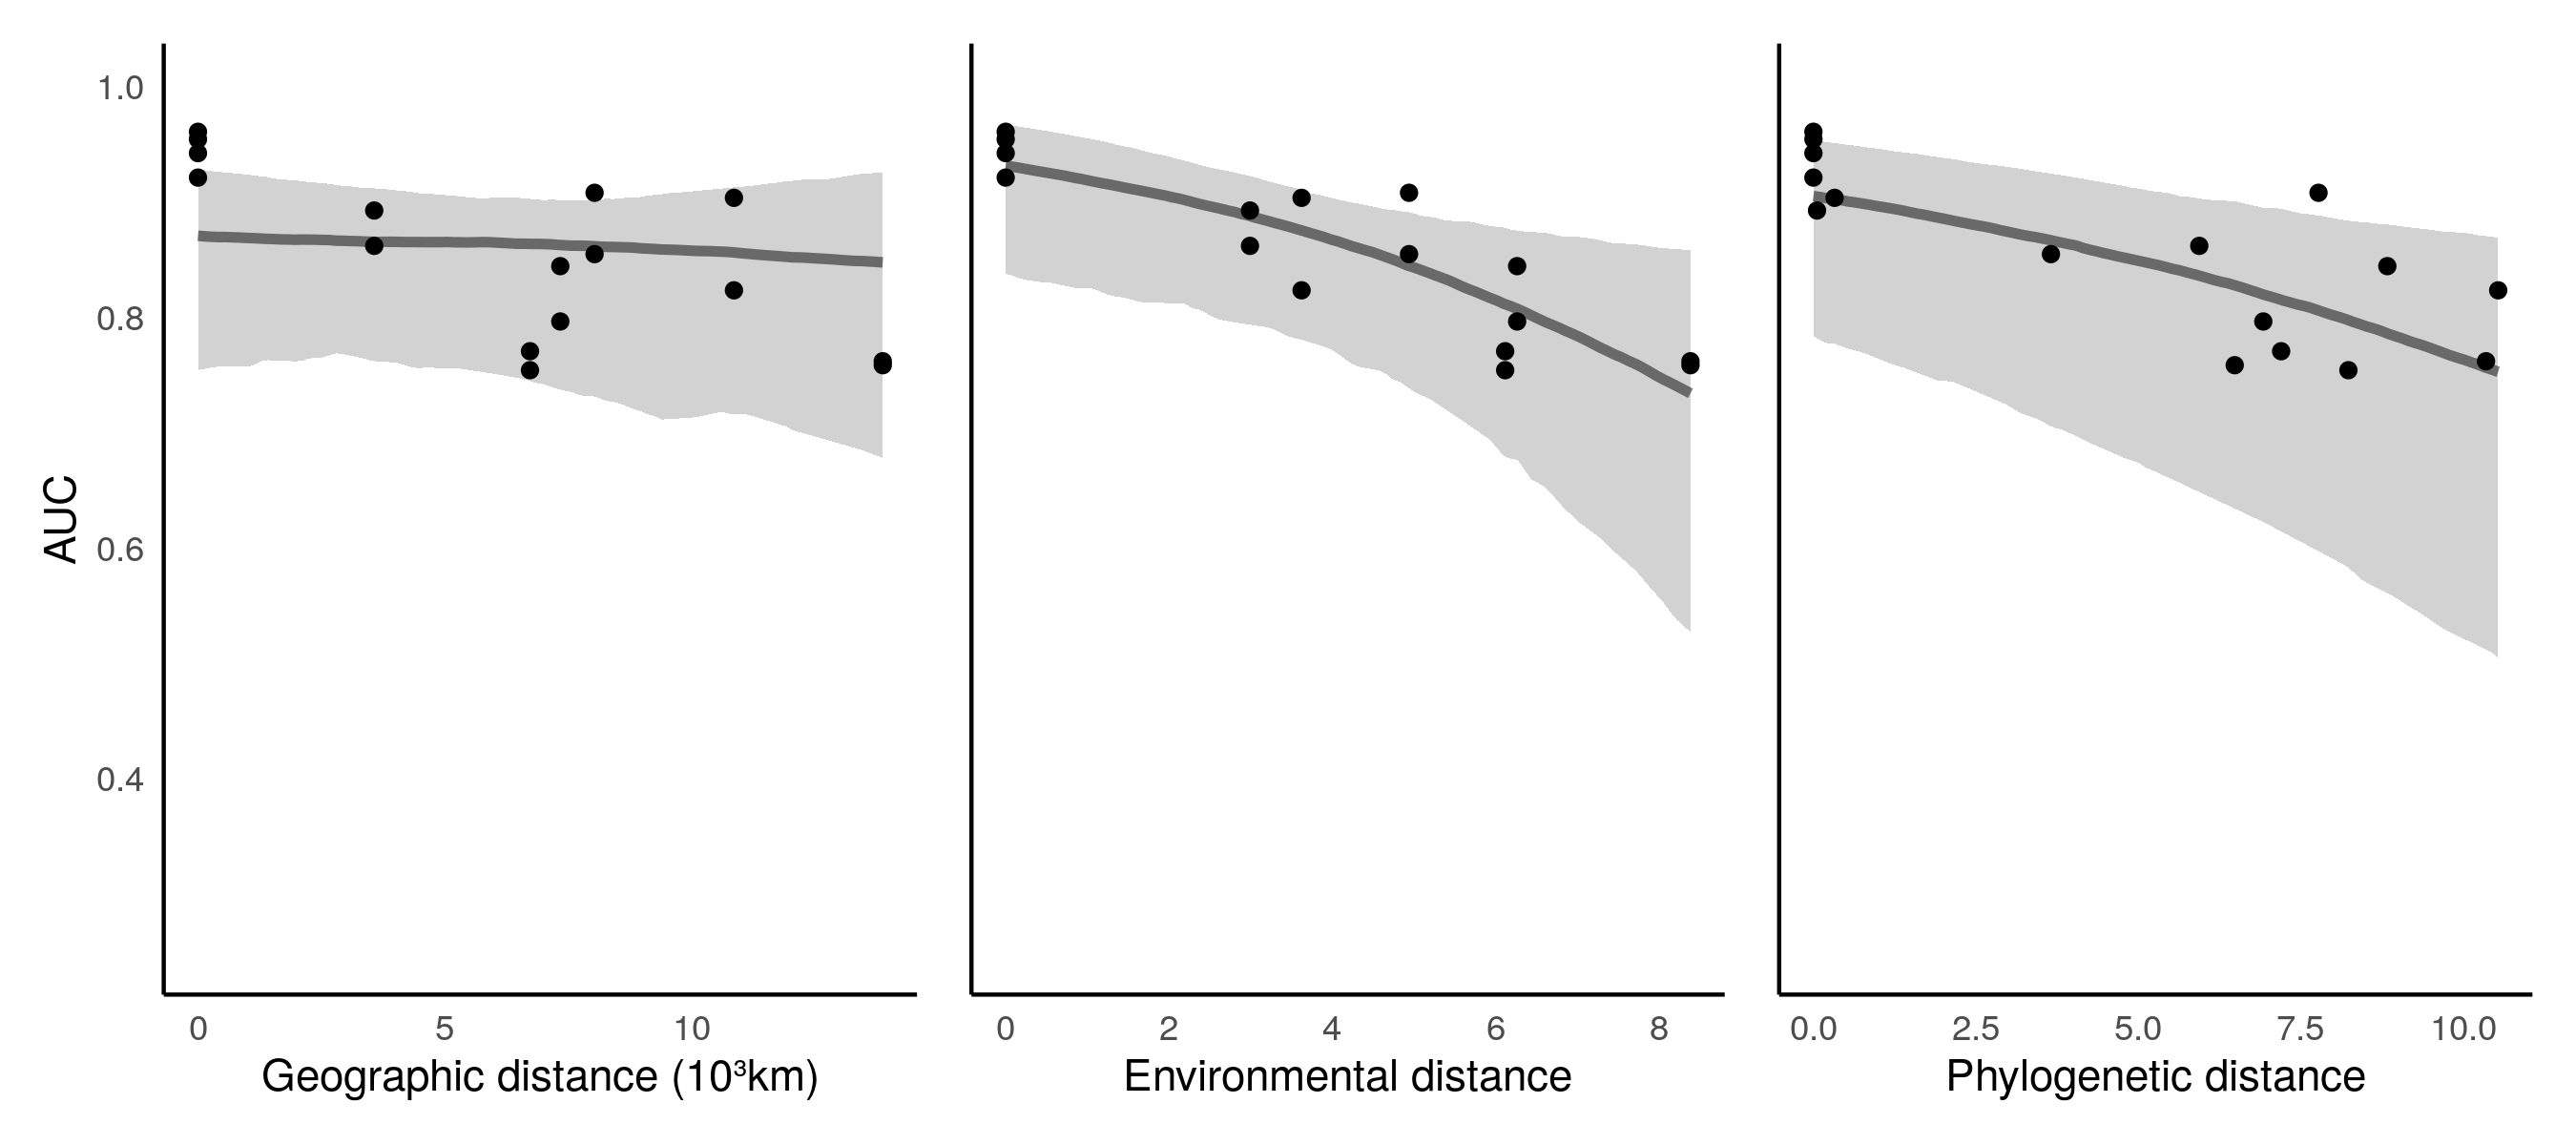 AUC
1.0
0.8
0.6
0.4
0 5 10
Geographic distance (10³km)
0 2 4 6 8
Environmental distance
0.0 2.5 5.0 7.5 10.0
Phylogenetic distance